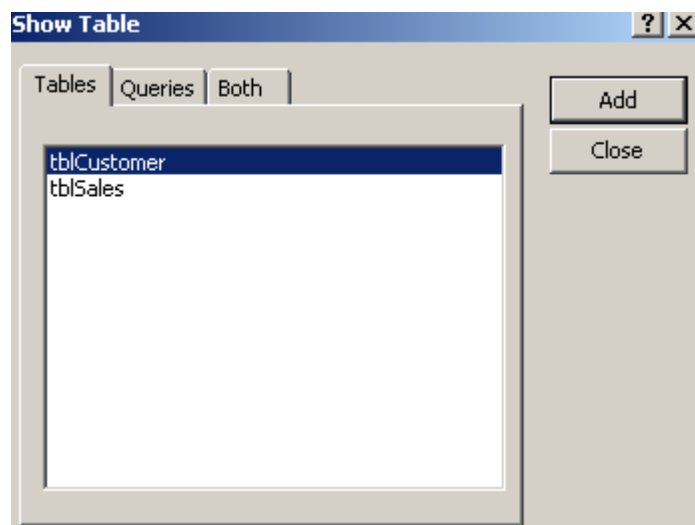 Show Table
Tables Queries Both
Add
Close
tblCustomer
tblSales